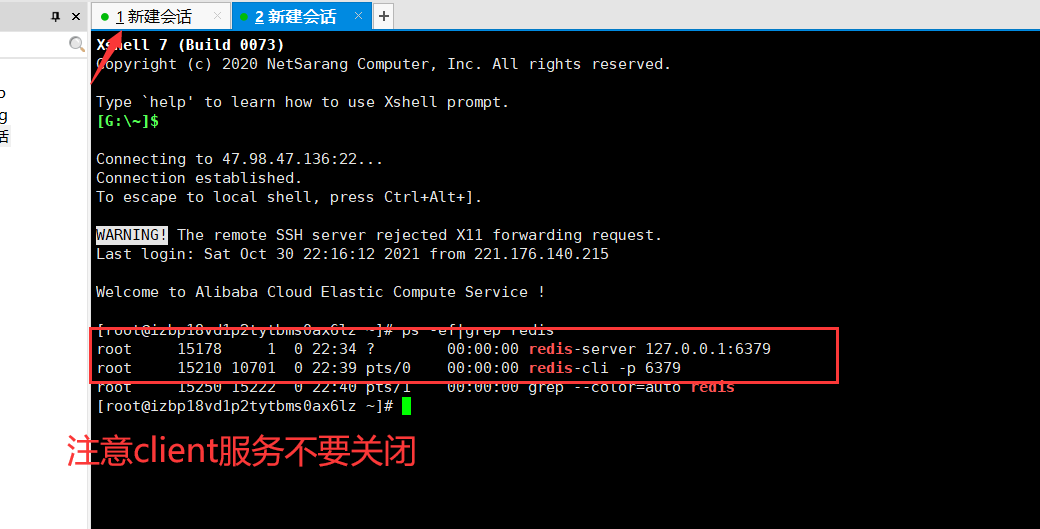 1 新建会话
2 新建会话
Xshell 7 (Build 0073)
Copyright (c) 2020 NetSarang Computer, Inc. All rights reserved.
Type `help' to learn how to use Xshell prompt.
[G:\~]$
Connecting to 47.98.47.136:22...
Connection established.
To escape to local shell, press Ctrl+Alt+].
WARNING! The remote SSH server rejected X11 forwarding request.
Last login: Sat Oct 30 22:16:12 2021 from 221.176.140.215
Welcome to Alibaba Cloud Elastic Compute Service !
[root@izbp18vd1p2tytbms0ax6lz ~]# ps -ef|grep redis
root     15178     1  0 22:34 ?        00:00:00 redis-server 127.0.0.1:6379
root     15210 10701  0 22:39 pts/0    00:00:00 redis-cli -p 6379
root     15250 15222  0 22:40 pts/1    00:00:00 grep --color=auto redis
[root@izbp18vd1p2tytbms0ax6lz ~]#
注意client服务不要关闭